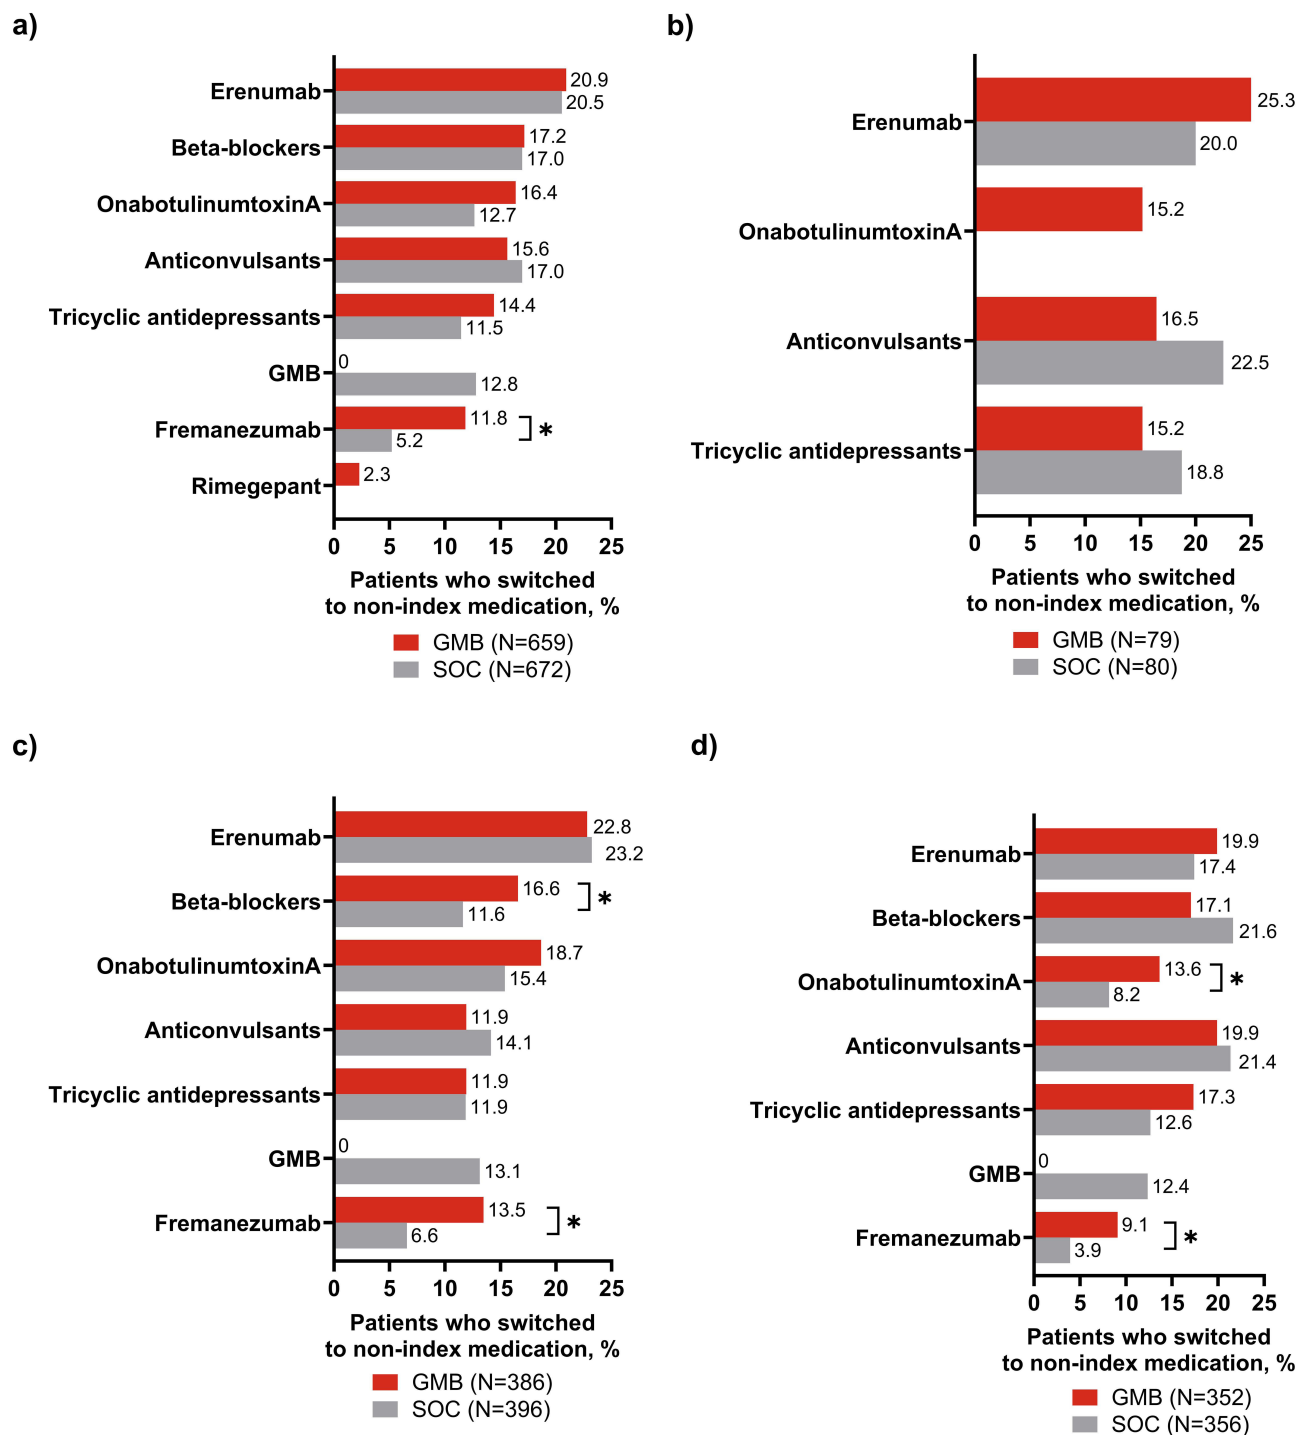 a)
Erenumab
20.9
20.5
Beta-blockers
17.2
17.0
OnabotulinumtoxinA
16.4
12.7
Anticonvulsants
15.6
17.0
Tricyclic antidepressants
14.4
11.5
GMB
0
12.8
Fremanezumab
11.8
5.2
*
Rimegepant
2.3
0 5 10 15 20 25
Patients who switched
to non-index medication, %
GMB (N=659)
SOC (N=672)
b)
Erenumab
25.3
20.0
OnabotulinumtoxinA
15.2
Anticonvulsants
16.5
22.5
Tricyclic antidepressants
15.2
18.8
0 5 10 15 20 25
Patients who switched
to non-index medication, %
GMB (N=79)
SOC (N=80)
c)
Erenumab
22.8
23.2
Beta-blockers
16.6
11.6
*
OnabotulinumtoxinA
18.7
15.4
Anticonvulsants
11.9
14.1
Tricyclic antidepressants
11.9
11.9
GMB
0
13.1
Fremanezumab
13.5
6.6
*
0 5 10 15 20 25
Patients who switched
to non-index medication, %
GMB (N=386)
SOC (N=396)
d)
Erenumab
19.9
17.4
Beta-blockers
17.1
21.6
OnabotulinumtoxinA
13.6
8.2
*
Anticonvulsants
19.9
21.4
Tricyclic antidepressants
17.3
12.6
GMB
0
12.4
Fremanezumab
9.1
3.9
*
0 5 10 15 20 25
Patients who switched
to non-index medication, %
GMB (N=352)
SOC (N=356)